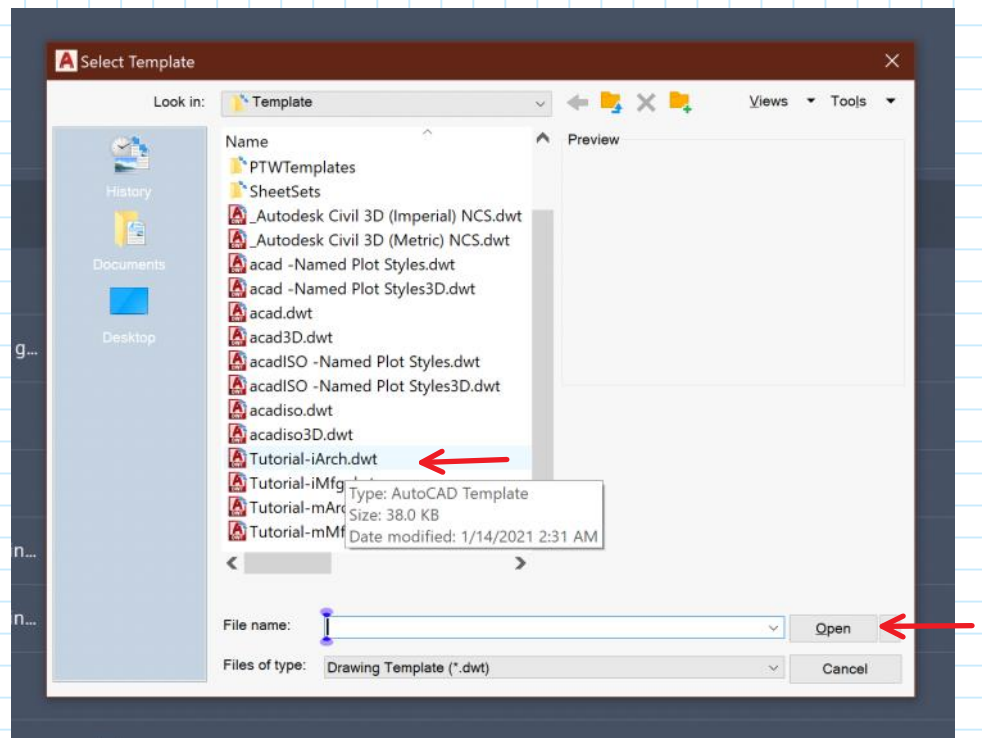 Select Template
Look in: Template Views Tools
Name
Preview
PTWTemplates
SheetSets
_Autodesk Civil 3D (Imperial) NCS.dwt
_Autodesk Civil 3D (Metric) NCS.dwt
acad -Named Plot Styles.dwt
acad -Named Plot Styles3D.dwt
acad.dwt
acad3D.dwt
acadISO -Named Plot Styles.dwt
acadISO -Named Plot Styles3D.dwt
acadiso.dwt
acadiso3D.dwt
Tutorial-iArch.dwt
Tutorial-iMfg
Tutorial-mAr
Tutorial-mMf
Type: AutoCAD Template
Size: 38.0 KB
Date modified: 1/14/2021 2:31 AM
History
Documents
Desktop
g...
in...
in...
File name: Open
Files of type: Drawing Template (*.dwt) Cancel